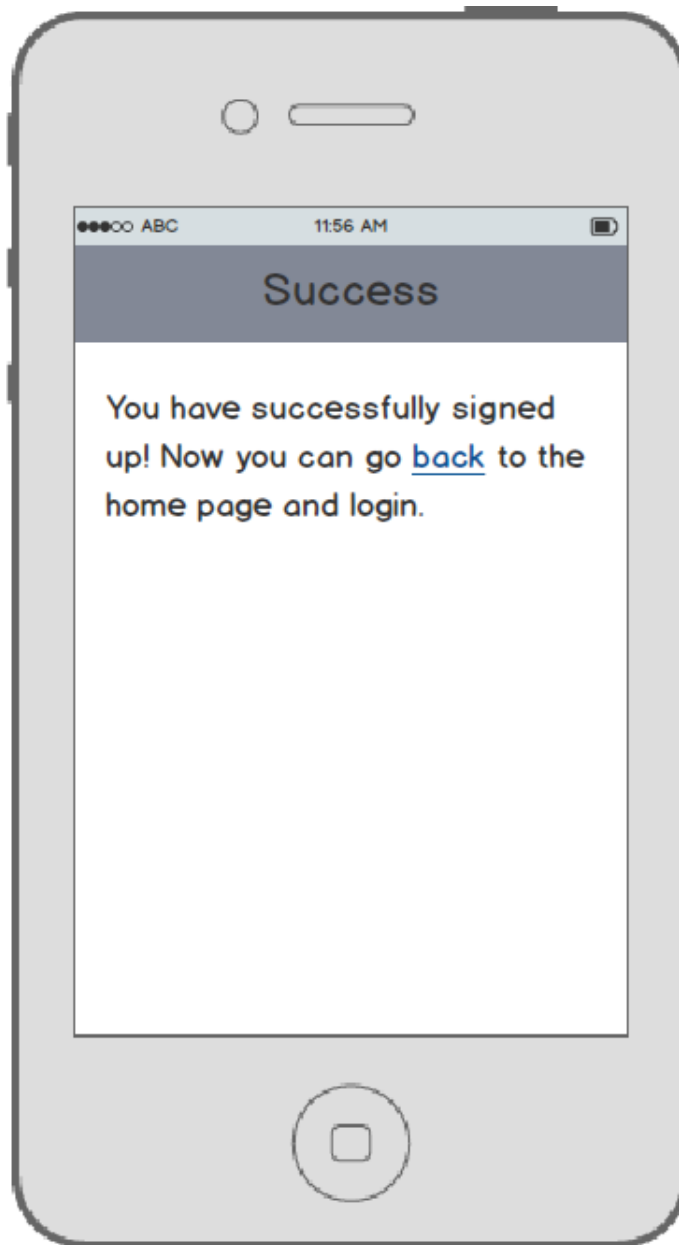 ABC 11:56 AM
Success
You have successfully signed
up! Now you can go back to the
home page and login.